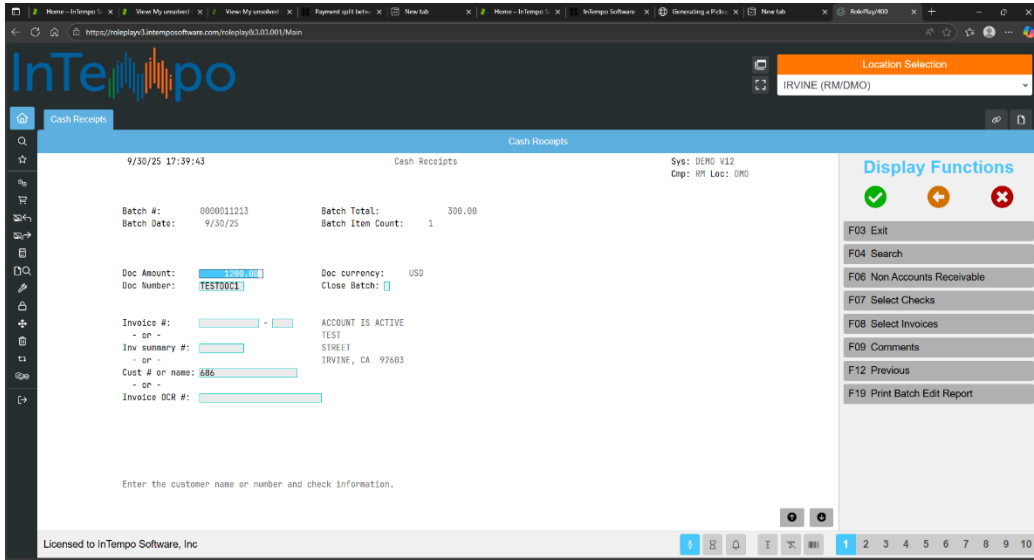 Home – InTempo S
View: My unsolved
View: My unsolved
Payment split betw
New tab
Home – InTempo S
InTempo Software
Generating a Picku
New tab
RolePlay/400
https://roleplayv3.intemposoftware.com/roleplay83.03.001/Main
InTempo
Location Selection
IRVINE (RM/DMO)
Cash Receipts
Cash Receipts
9/30/25 17:39:43 Cash Receipts Sys: DEMO V12
Cmp: RM Loc: DMO
Batch #: 0000011213 Batch Total: 300.00
Batch Date: 9/30/25 Batch Item Count: 1
Doc Amount: 1200.00 Doc currency: USD
Doc Number: TESTDOC1 Close Batch:
Invoice #: - ACCOUNT IS ACTIVE
- or - TEST
Inv summary #: STREET
- or - IRVINE, CA 92603
Cust # or name: 686
- or -
Invoice OCR #:
Enter the customer name or number and check information.
Display Functions
F03 Exit
F04 Search
F06 Non Accounts Receivable
F07 Select Checks
F08 Select Invoices
F09 Comments
F12 Previous
F19 Print Batch Edit Report
Licensed to InTempo Software, Inc
1 2 3 4 5 6 7 8 9 10